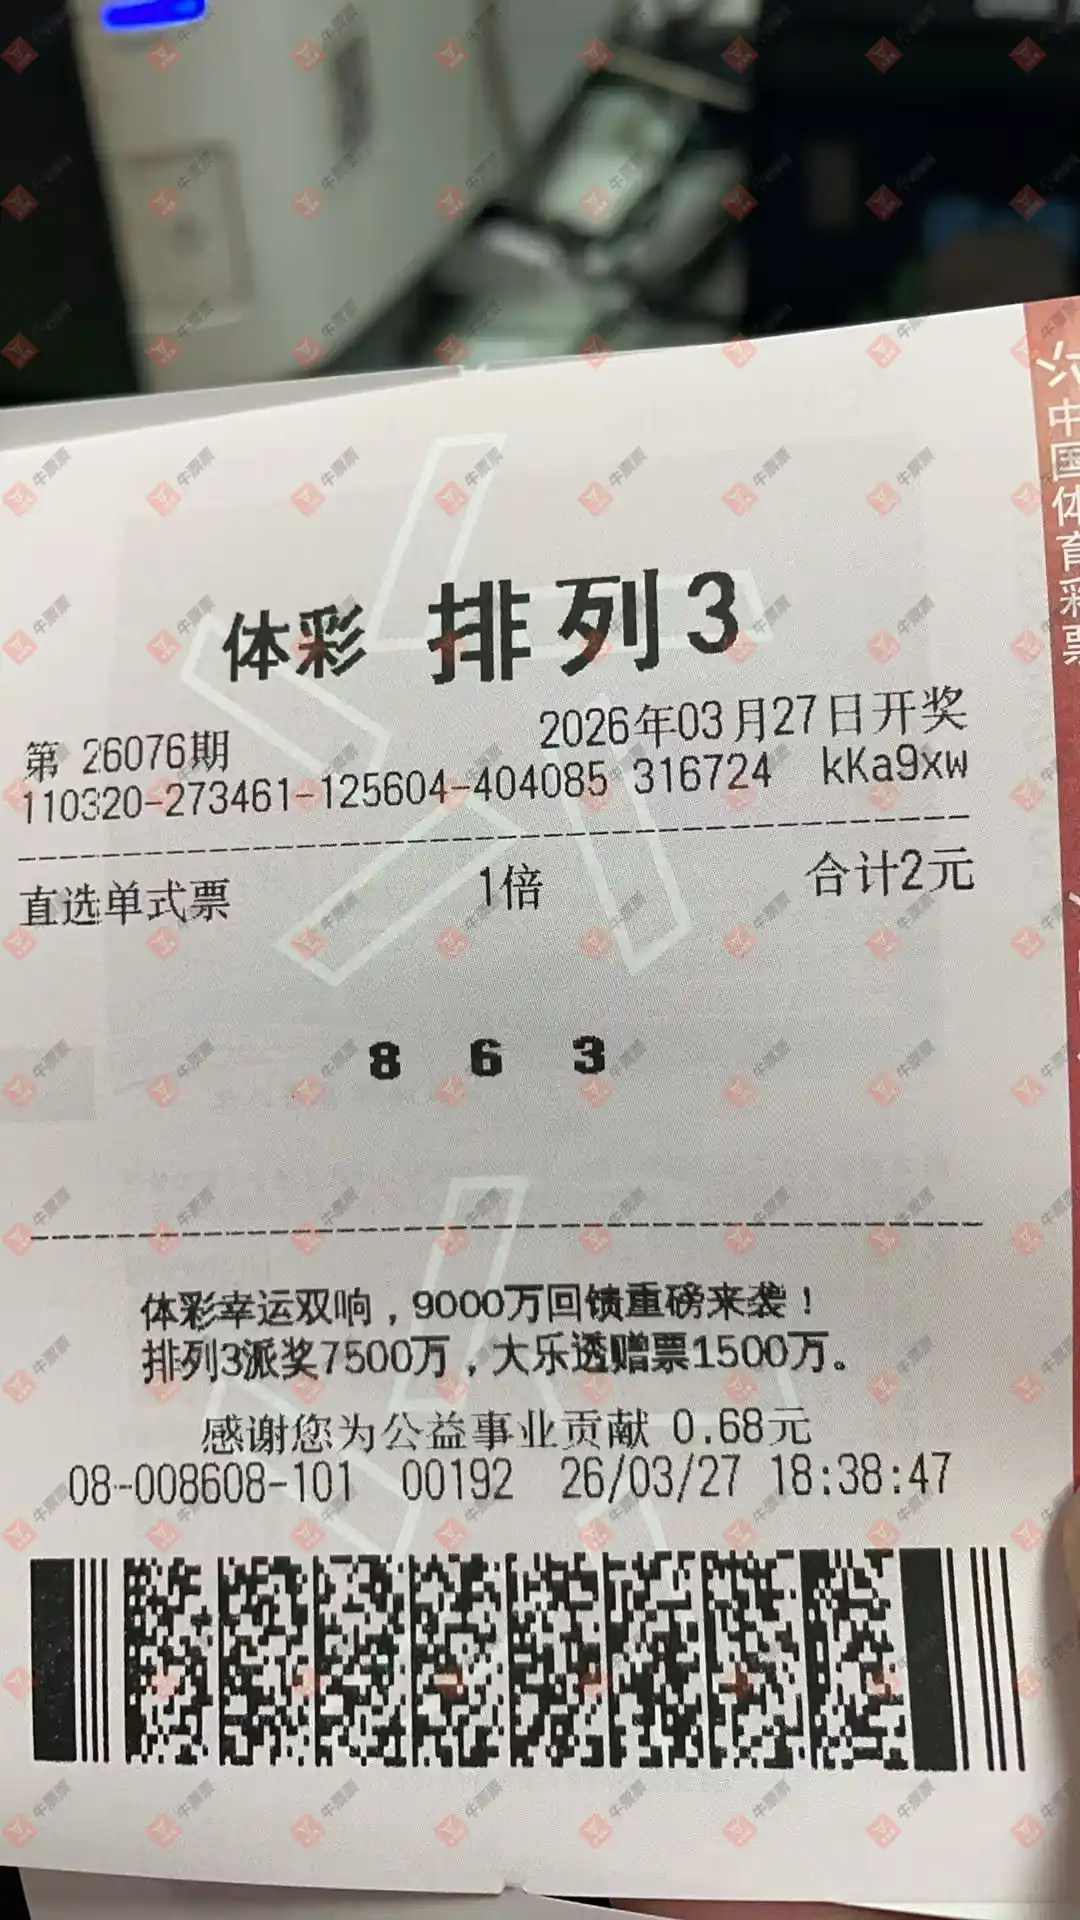 体彩 排列3
第 26076期 2026年03月27日开奖
110320-273461-125604-404085 316724 kKa9xw
直选单式票 1倍 合计2元
8 6 3
体彩幸运双响，9000万回馈重磅来袭！
排列3派奖7500万，大乐透赠票1500万。
感谢您为公益事业贡献 0.68元
08-008608-101 00192 26/03/27 18:38:47
中国体育彩票
牛票票